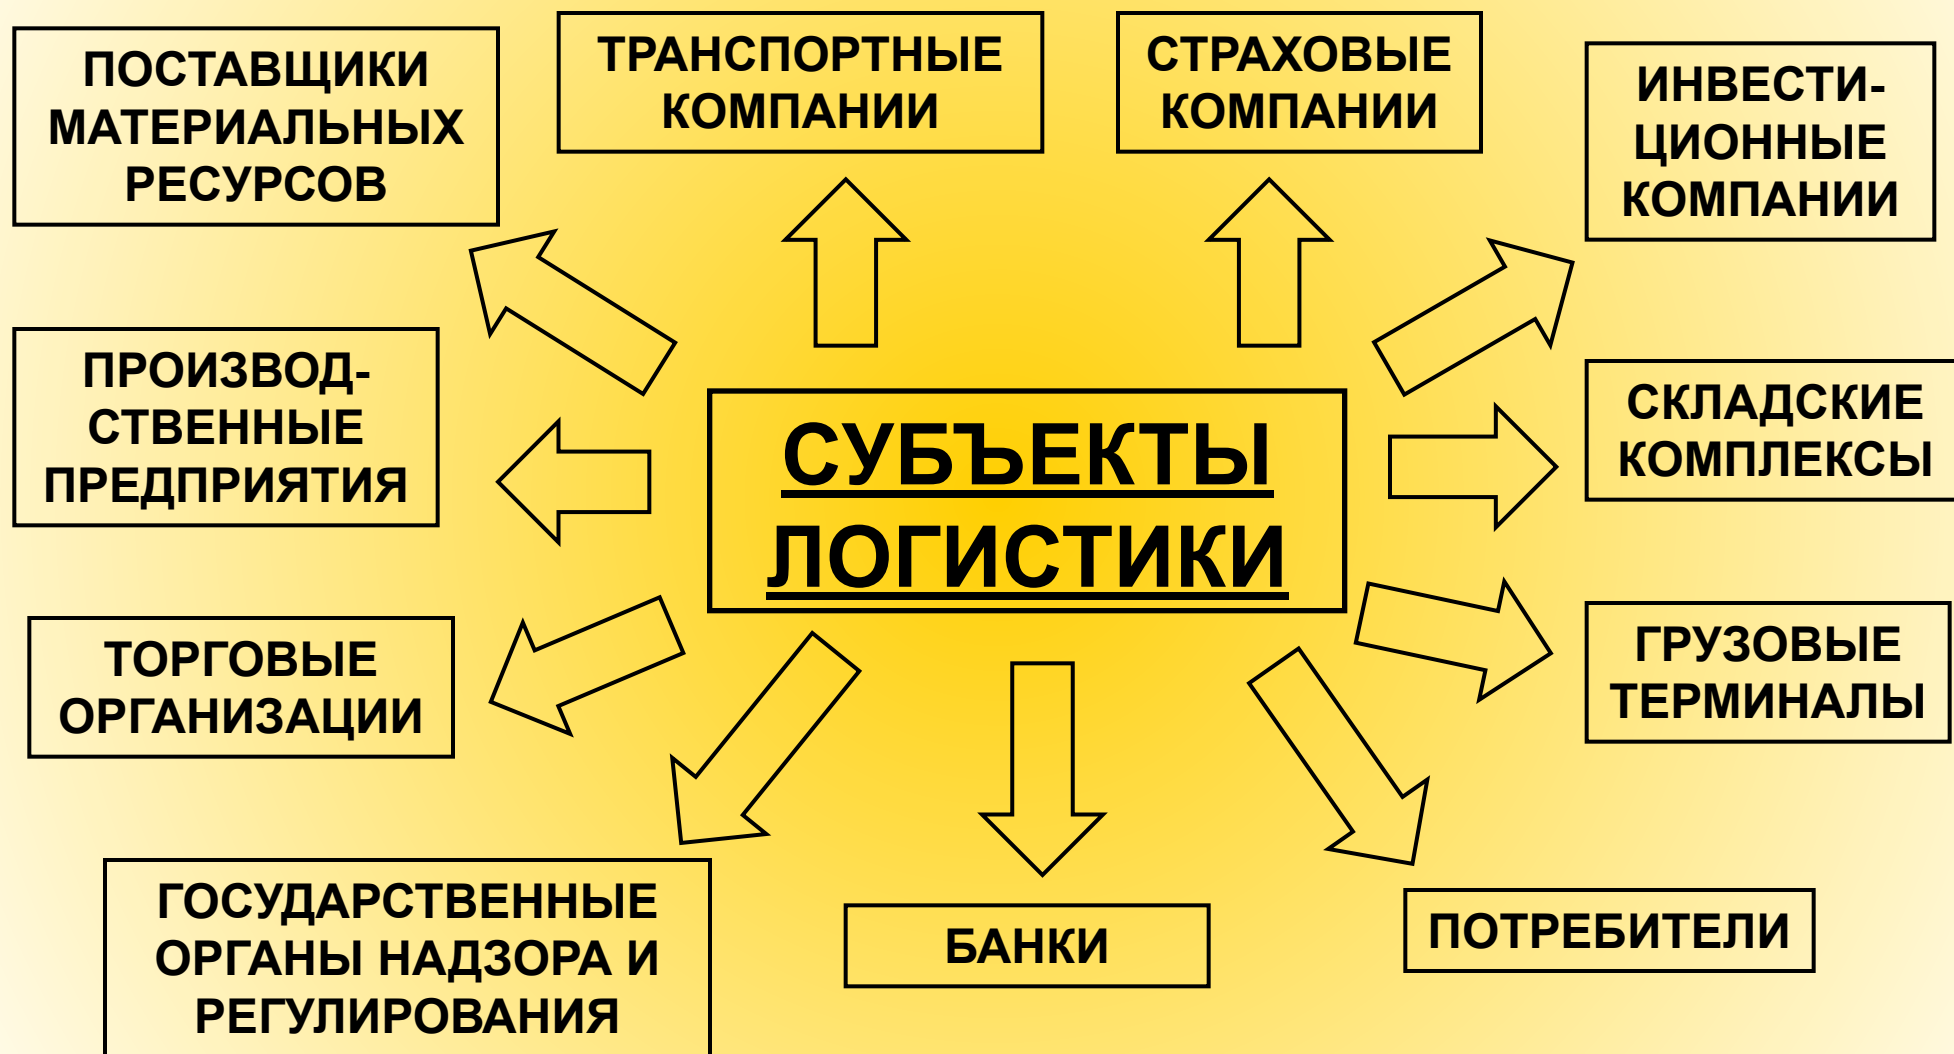 ПОСТАВЩИКИ
МАТЕРИАЛЬНЫХ
РЕСУРСОВ
ТРАНСПОРТНЫЕ
КОМПАНИИ
СТРАХОВЫЕ
КОМПАНИИ
ИНВЕСТИ-
ЦИОННЫЕ
КОМПАНИИ
ПРОИЗВОД-
СТВЕННЫЕ
ПРЕДПРИЯТИЯ
СУБЪЕКТЫ
ЛОГИСТИКИ
СКЛАДСКИЕ
КОМПЛЕКСЫ
ТОРГОВЫЕ
ОРГАНИЗАЦИИ
ГРУЗОВЫЕ
ТЕРМИНАЛЫ
ГОСУДАРСТВЕННЫЕ
ОРГАНЫ НАДЗОРА И
РЕГУЛИРОВАНИЯ
БАНКИ
ПОТРЕБИТЕЛИ